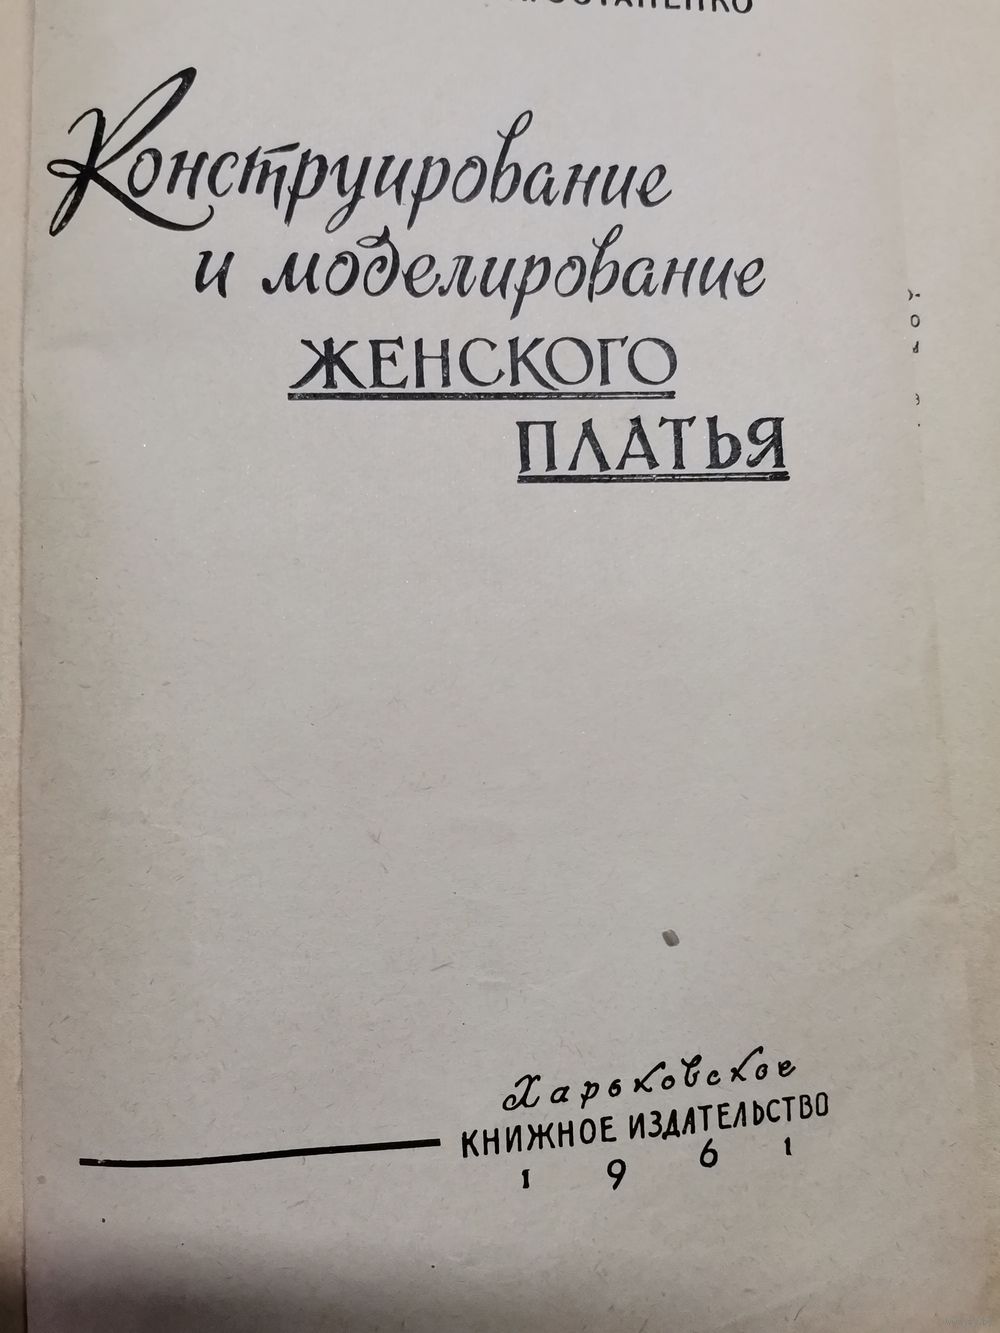 Конструирование
и моделирование
ЖЕНСКОГО
ПЛАТЬЯ
Харьковское
КНИЖНОЕ ИЗДАТЕЛЬСТВО
1961